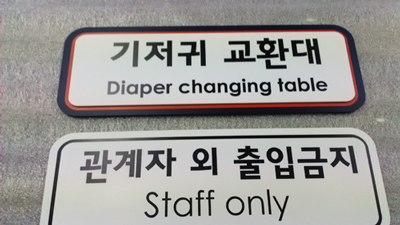 기저귀 교환대
Diaper changing table
관계자 외 출입금지
Staff only